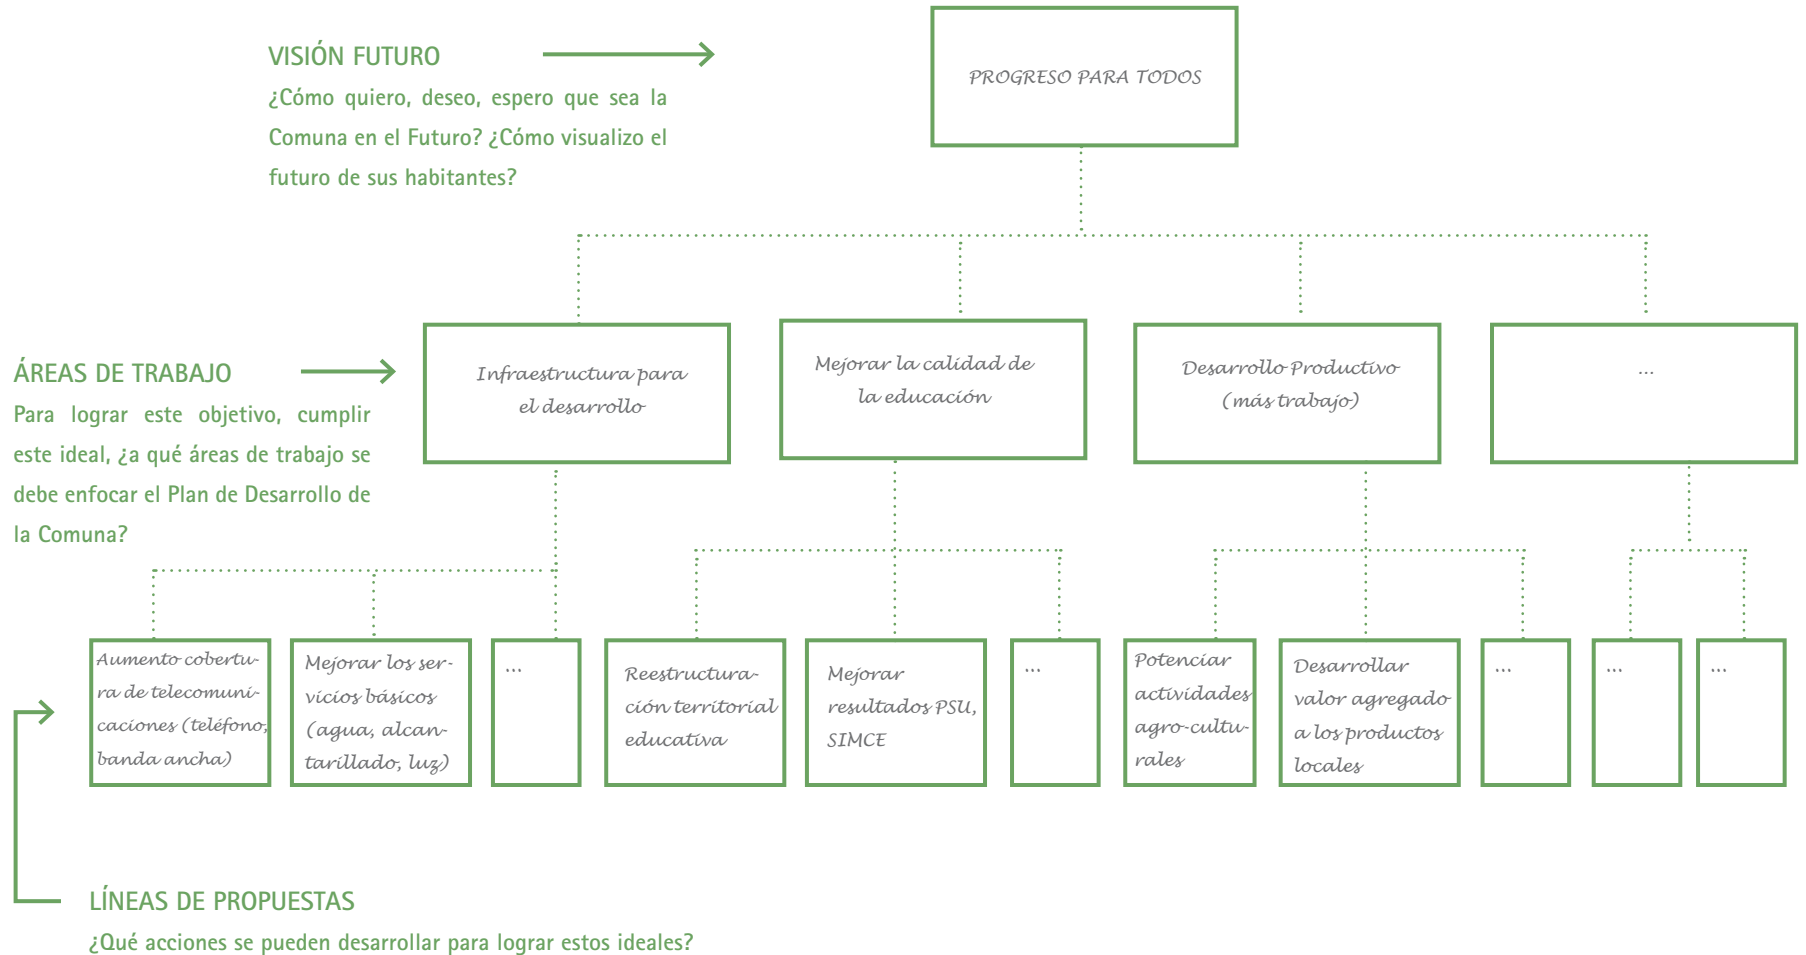 VISIÓN FUTURO
¿Cómo quiero, deseo, espero que sea la
Comuna en el Futuro? ¿Cómo visualizo el
futuro de sus habitantes?
PROGRESO PARA TODOS
ÁREAS DE TRABAJO
Para lograr este objetivo, cumplir
este ideal, ¿a qué áreas de trabajo se
debe enfocar el Plan de Desarrollo de
la Comuna?
Infraestructura para
el desarrollo
Mejorar la calidad de
la educación
Desarrollo Productivo
(más trabajo)
...
Aumento cobertu-
ra de telecomuni-
caciones (teléfono,
banda ancha)
Mejorar los ser-
vicios básicos
(agua, alcan-
tarillado, luz)
...
Reestructura-
ción territorial
educativa
Mejorar
resultados PSU,
SIMCE
...
Potenciar
actividades
agro-cultu-
rales
Desarrollar
valor agregado
a los productos
locales
...
...
...
LÍNEAS DE PROPUESTAS
¿Qué acciones se pueden desarrollar para lograr estos ideales?